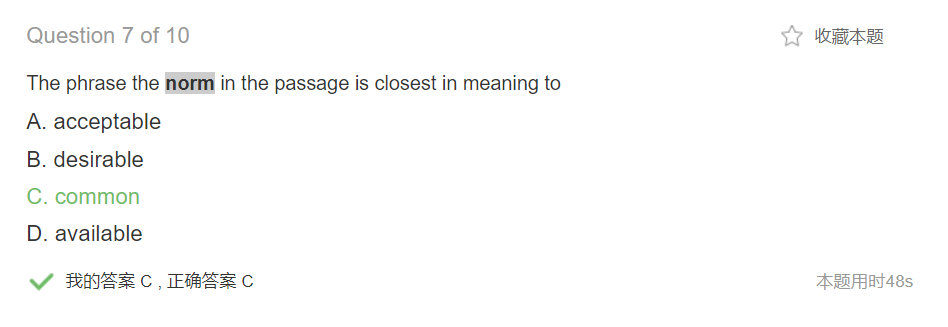 Question 7 of 10
收藏本题
The phrase the norm in the passage is closest in meaning to
A. acceptable
B. desirable
C. common
D. available
我的答案 C , 正确答案 C
本题用时48s